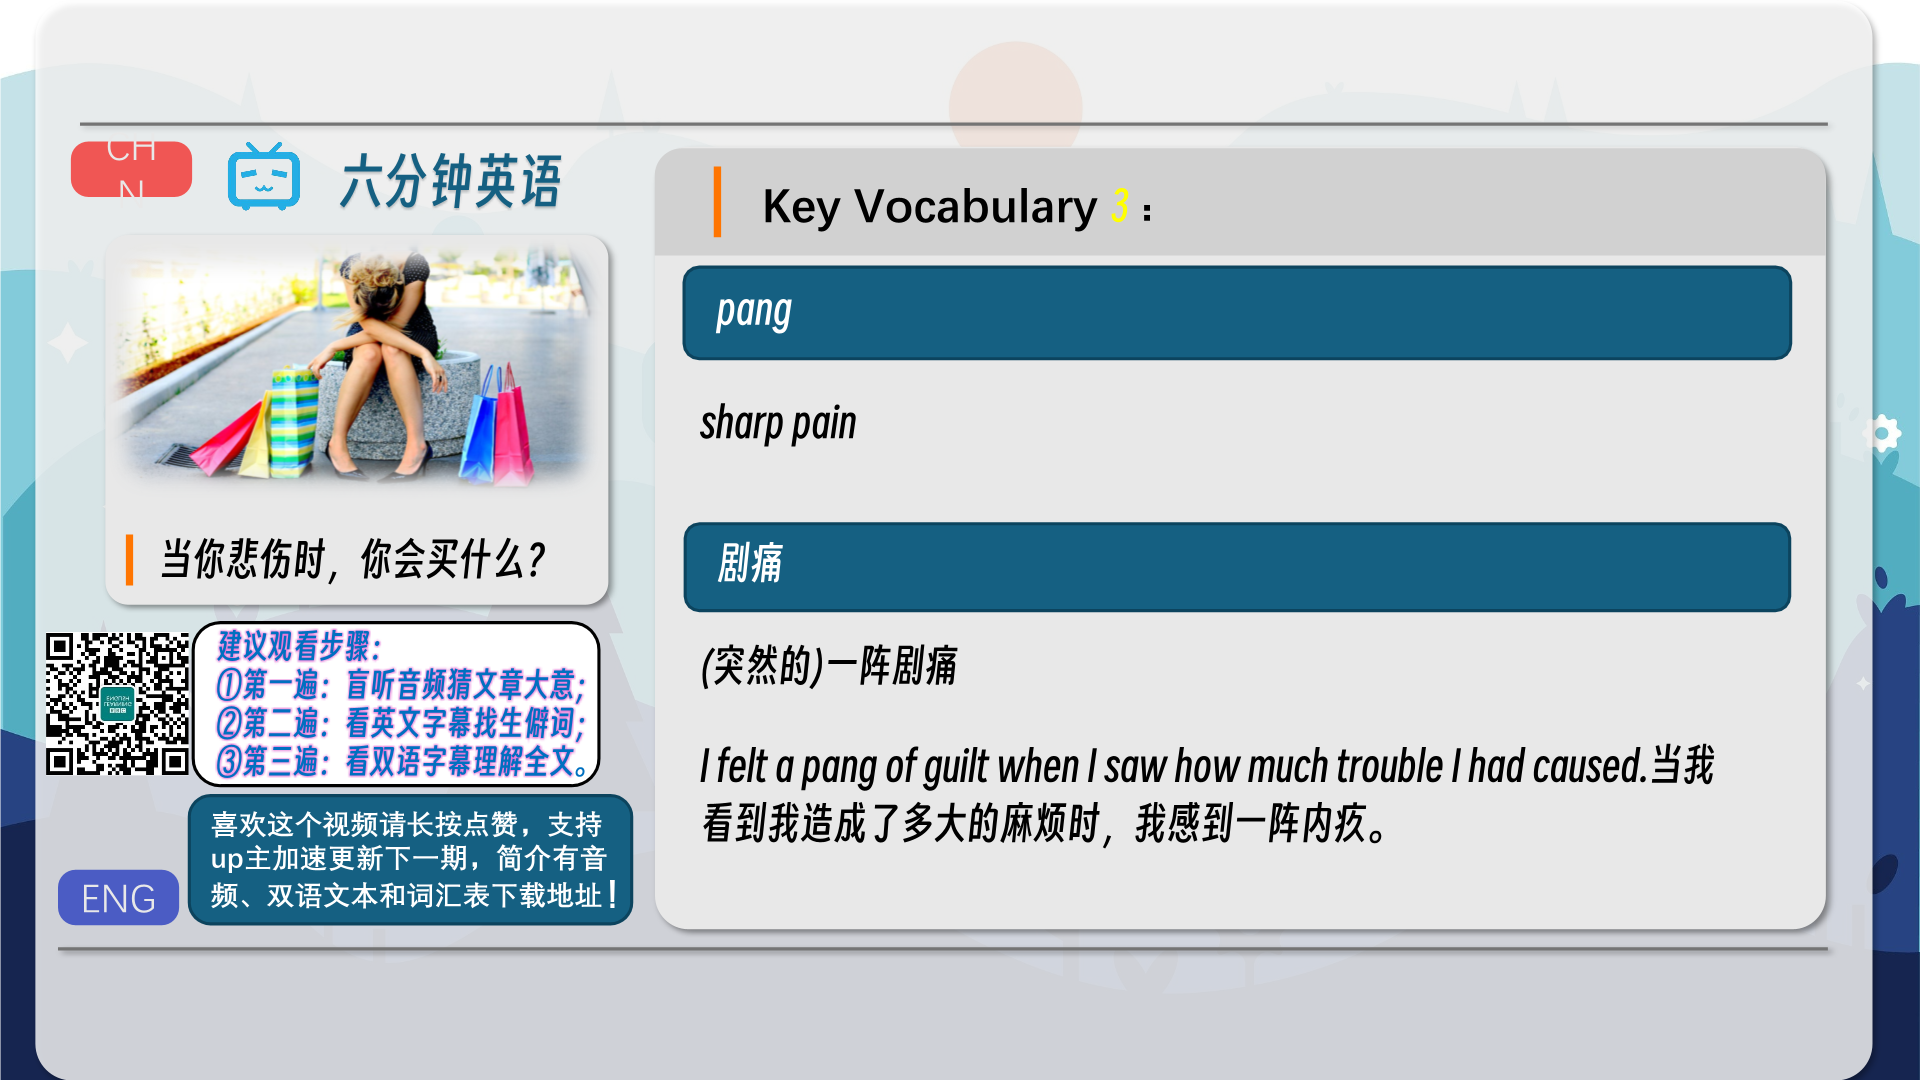 CH
N
六分钟英语
当你悲伤时，你会买什么？
建议观看步骤：
①第一遍：盲听音频猜文章大意；
②第二遍：看英文字幕找生僻词；
③第三遍：看双语字幕理解全文。
喜欢这个视频请长按点赞，支持
up主加速更新下一期，简介有音
频、双语文本和词汇表下载地址！
ENG
Key Vocabulary 3：
pang
sharp pain
剧痛
(突然的)一阵剧痛
I felt a pang of guilt when I saw how much trouble I had caused.当我
看到我造成了多大的麻烦时，我感到一阵内疚。